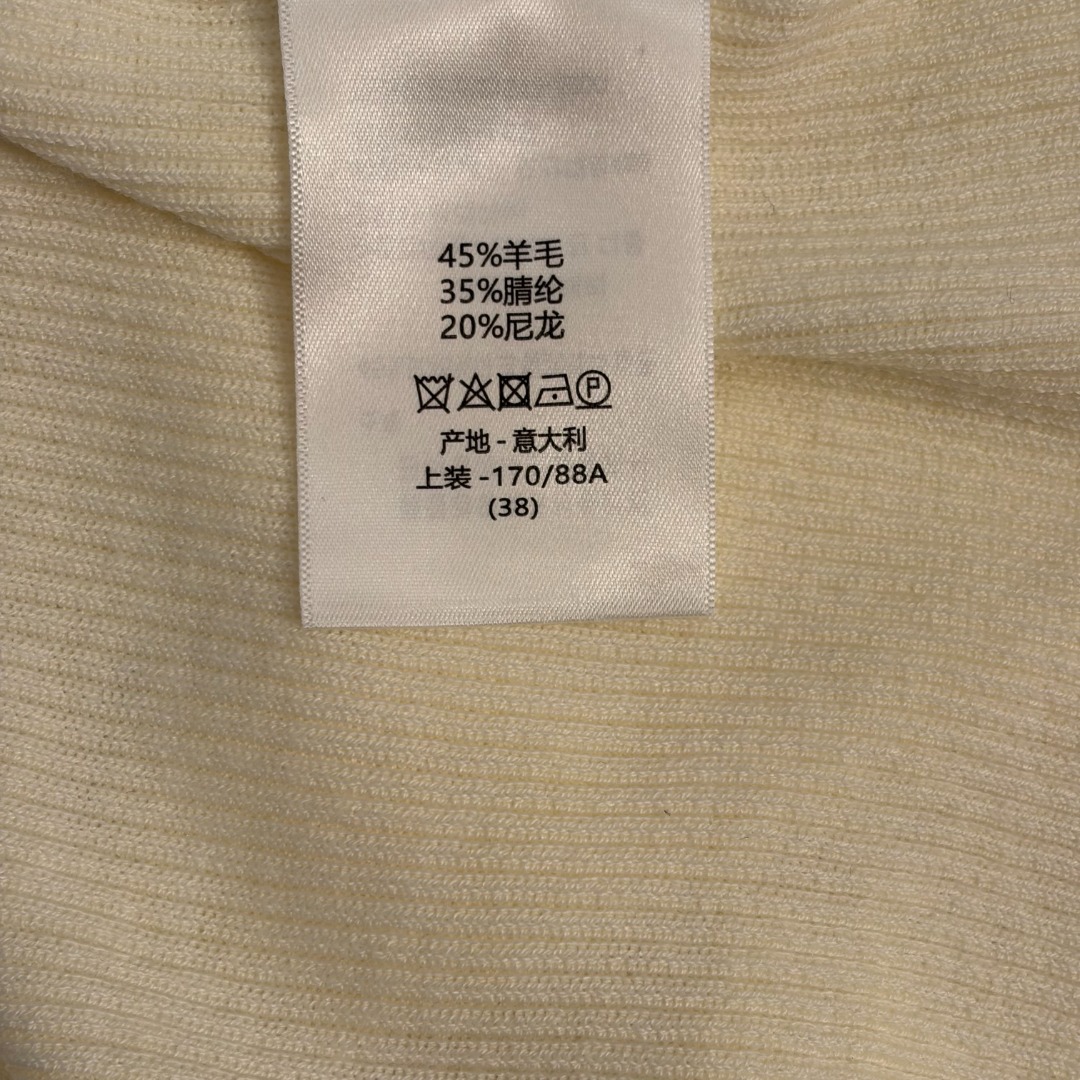 45%羊毛
35%腈纶
20%尼龙
P
产地 - 意大利
上装 -170/88A
(38)